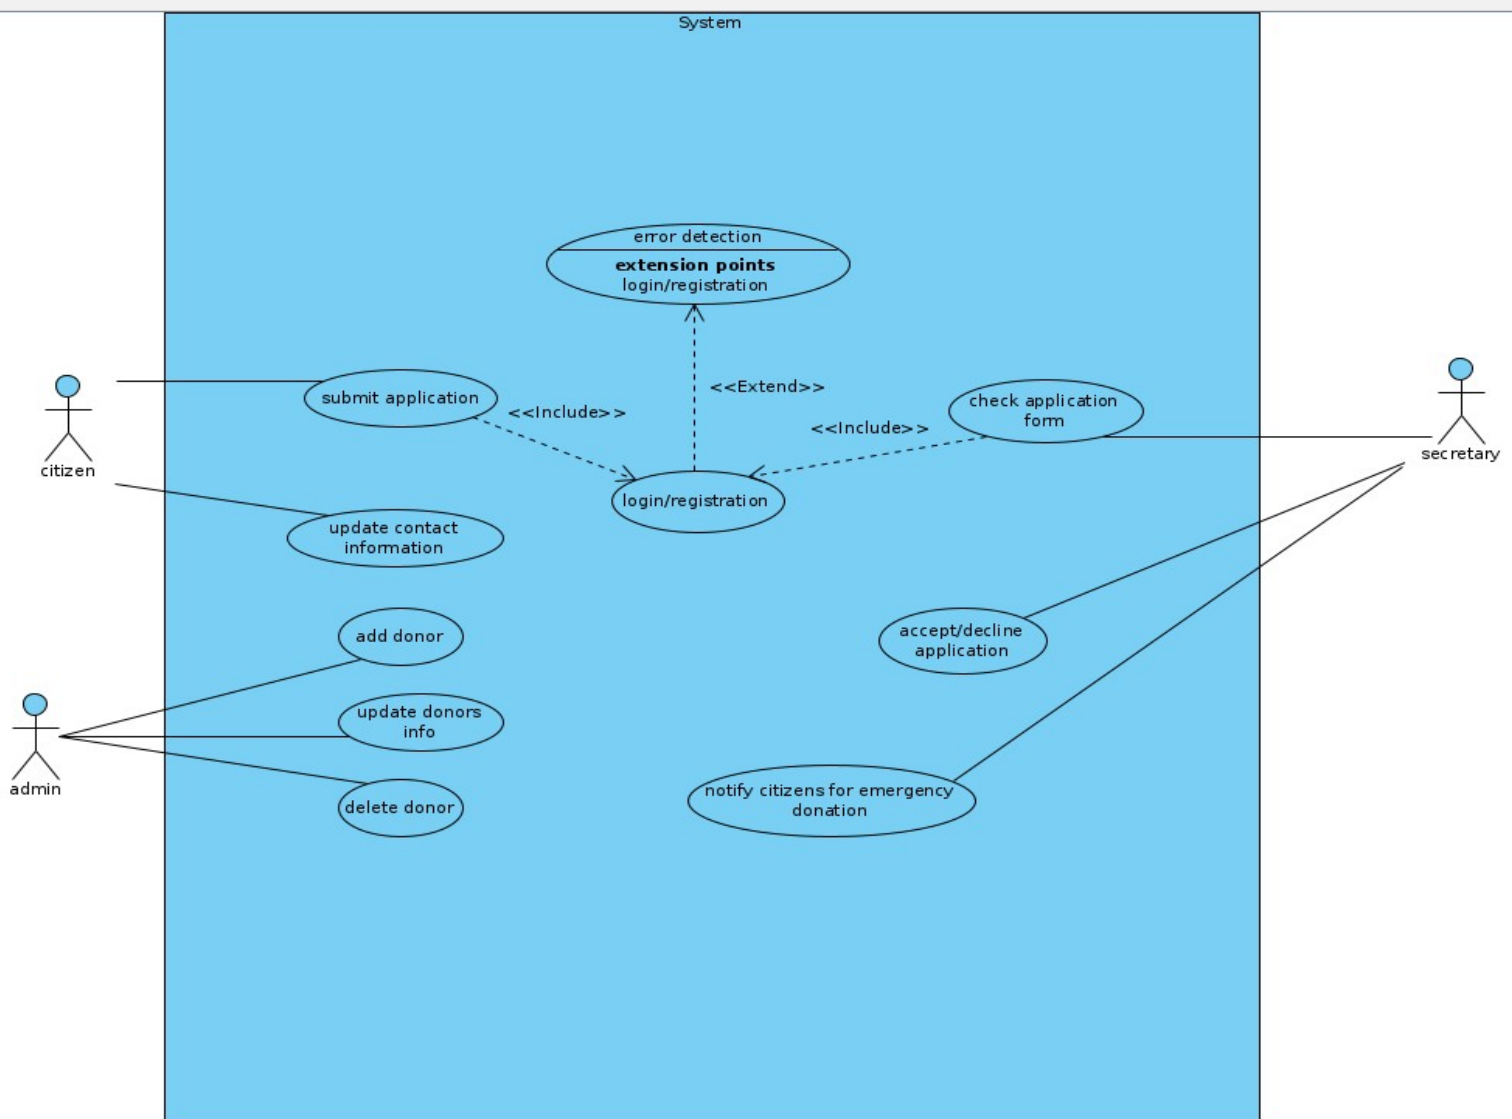 System
error detection
extension points
login/registration
<<Extend>>
submit application
<<Include>>
check application
form
<<Include>>
citizen
secretary
login/registration
update contact
information
add donor
accept/decline
application
update donors
info
admin
notify citizens for emergency
donation
delete donor